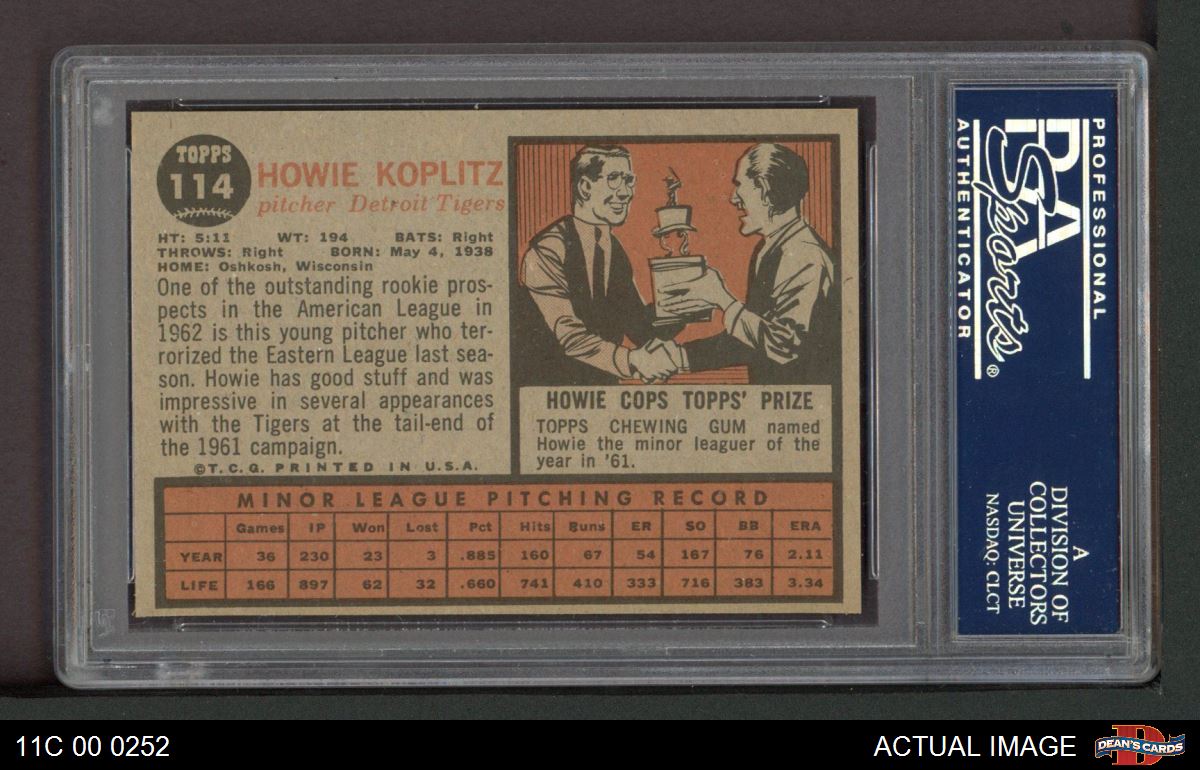 TOPPS
114
HOWIE KOPLITZ
pitcher Detroit Tigers
HT: 5:11 WT: 194 BATS: Right
THROWS: Right BORN: May 4, 1938
HOME: Oshkosh, Wisconsin
One of the outstanding rookie pros-
pects in the American League in
1962 is this young pitcher who ter-
rorized the Eastern League last sea-
son. Howie has good stuff and was
impressive in several appearances
with the Tigers at the tail-end of
the 1961 campaign.
©T.C.G. PRINTED IN U.S.A.
HOWIE COPS TOPPS' PRIZE
TOPPS CHEWING GUM named
Howie the minor leaguer of the
year in '61.
MINOR LEAGUE PITCHING RECORD
Games IP Won Lost Pct Hits Runs ER SO BB ERA
YEAR 36 230 23 3 .885 160 67 54 167 76 2.11
LIFE 166 897 62 32 .660 741 410 333 716 383 3.34
PROFESSIONAL
PSA
Sports®
AUTHENTICATOR
A
DIVISION OF
COLLECTORS
UNIVERSE
NASDAQ: CLCT
11C 00 0252
ACTUAL IMAGE
D
DEAN'S CARDS